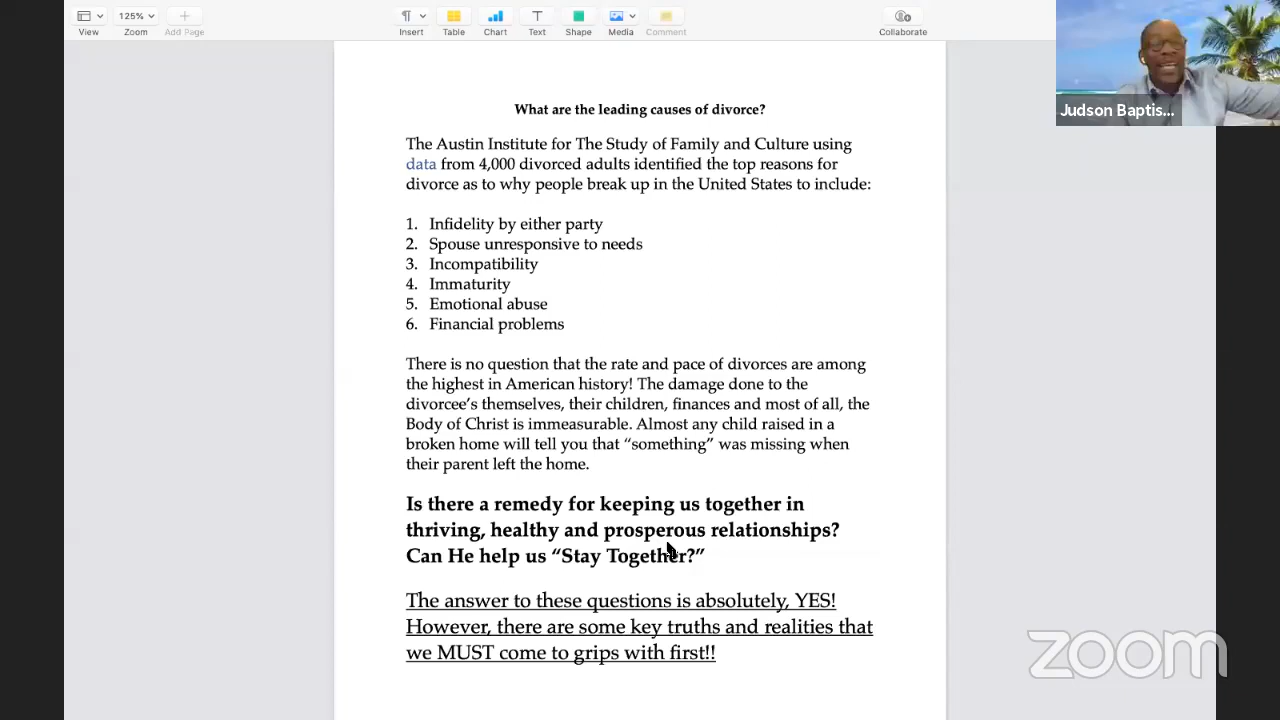 125%
View
Zoom
Add Page
Insert
Table
Chart
Text
Shape
Media
Comment
Collaborate
Judson Baptis...
What are the leading causes of divorce?
The Austin Institute for The Study of Family and Culture using
data from 4,000 divorced adults identified the top reasons for
divorce as to why people break up in the United States to include:
1. Infidelity by either party
2. Spouse unresponsive to needs
3. Incompatibility
4. Immaturity
5. Emotional abuse
6. Financial problems
There is no question that the rate and pace of divorces are among
the highest in American history! The damage done to the
divorcee's themselves, their children, finances and most of all, the
Body of Christ is immeasurable. Almost any child raised in a
broken home will tell you that “something” was missing when
their parent left the home.
Is there a remedy for keeping us together in
thriving, healthy and prosperous relationships?
Can He help us “Stay Together?”
The answer to these questions is absolutely, YES!
However, there are some key truths and realities that
we MUST come to grips with first!!
zoom